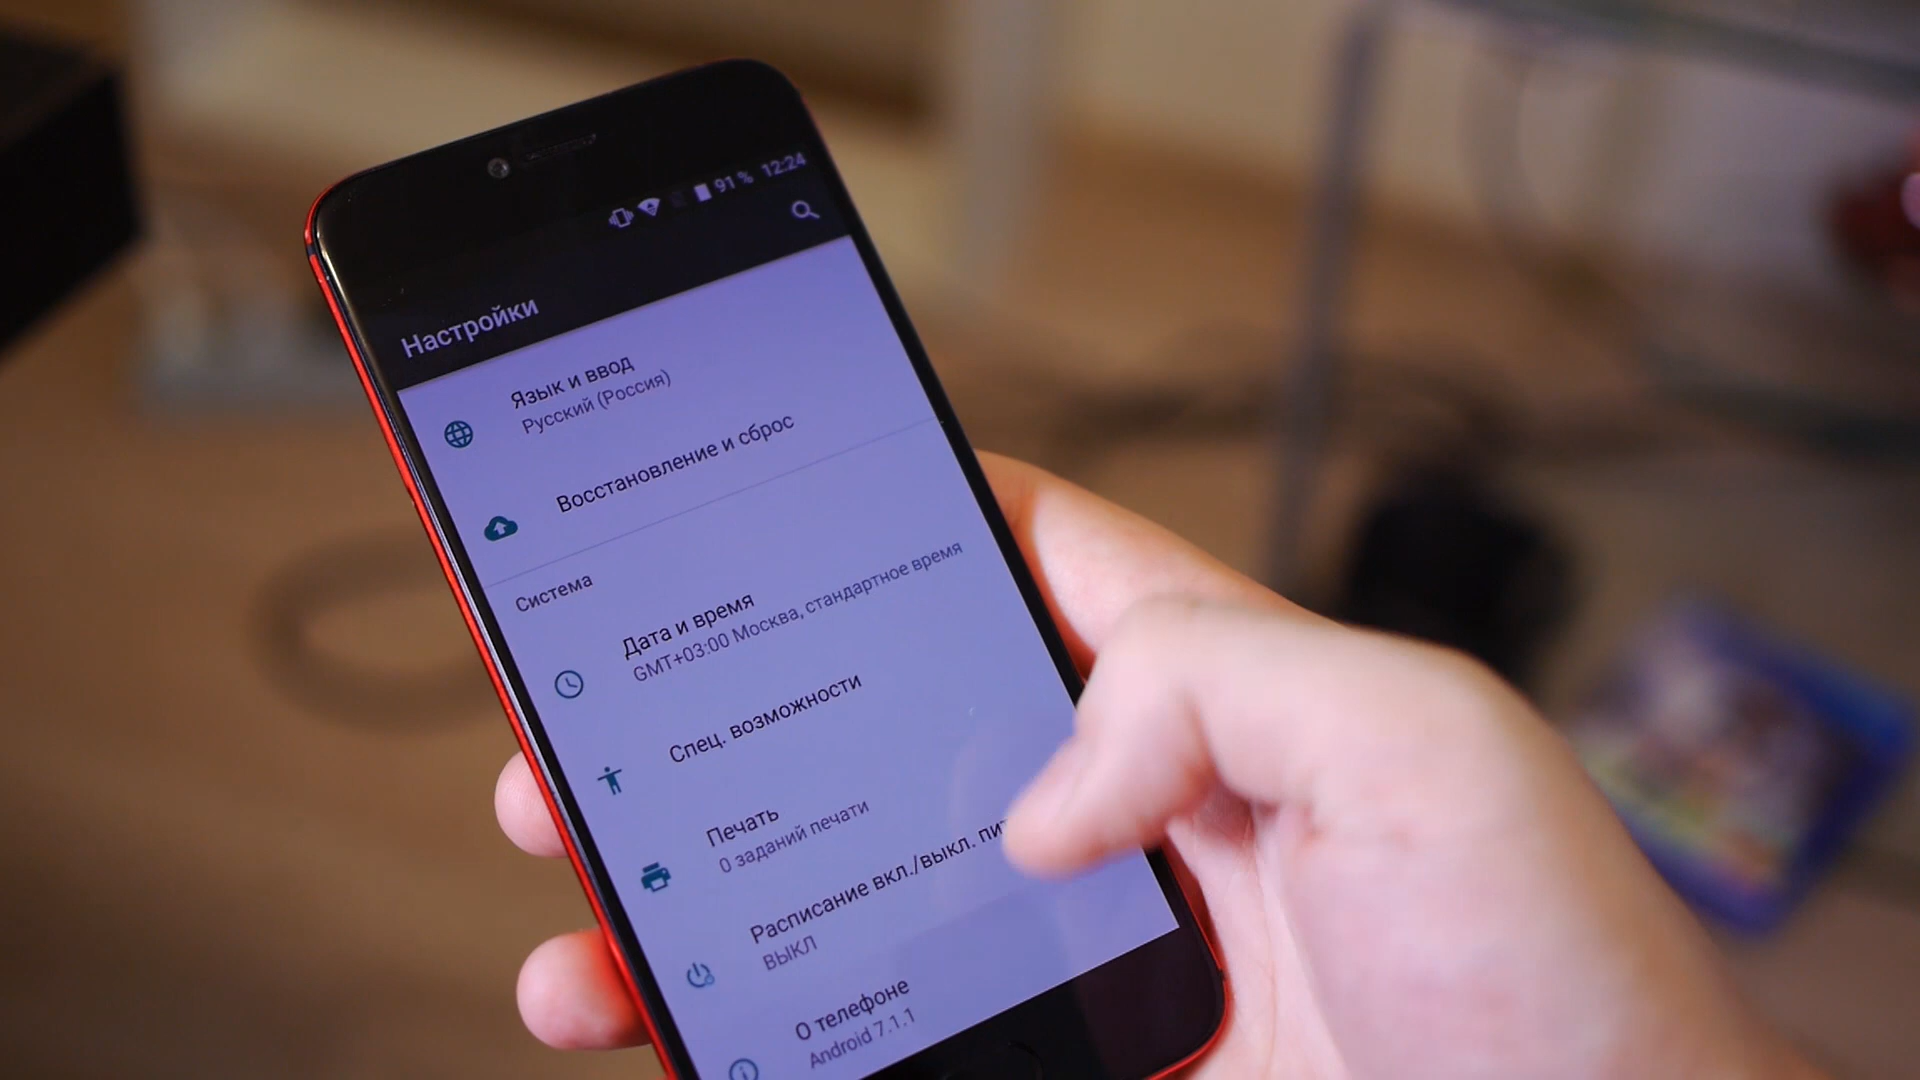 91 % 12:24
Настройки
Язык и ввод
Русский (Россия)
Восстановление и сброс
Система
Дата и время
GMT+03:00 Москва, стандартное время
Спец. возможности
Печать
0 заданий печати
Расписание вкл./выкл.
ВЫКЛ
О телефоне
Android 7.1.1